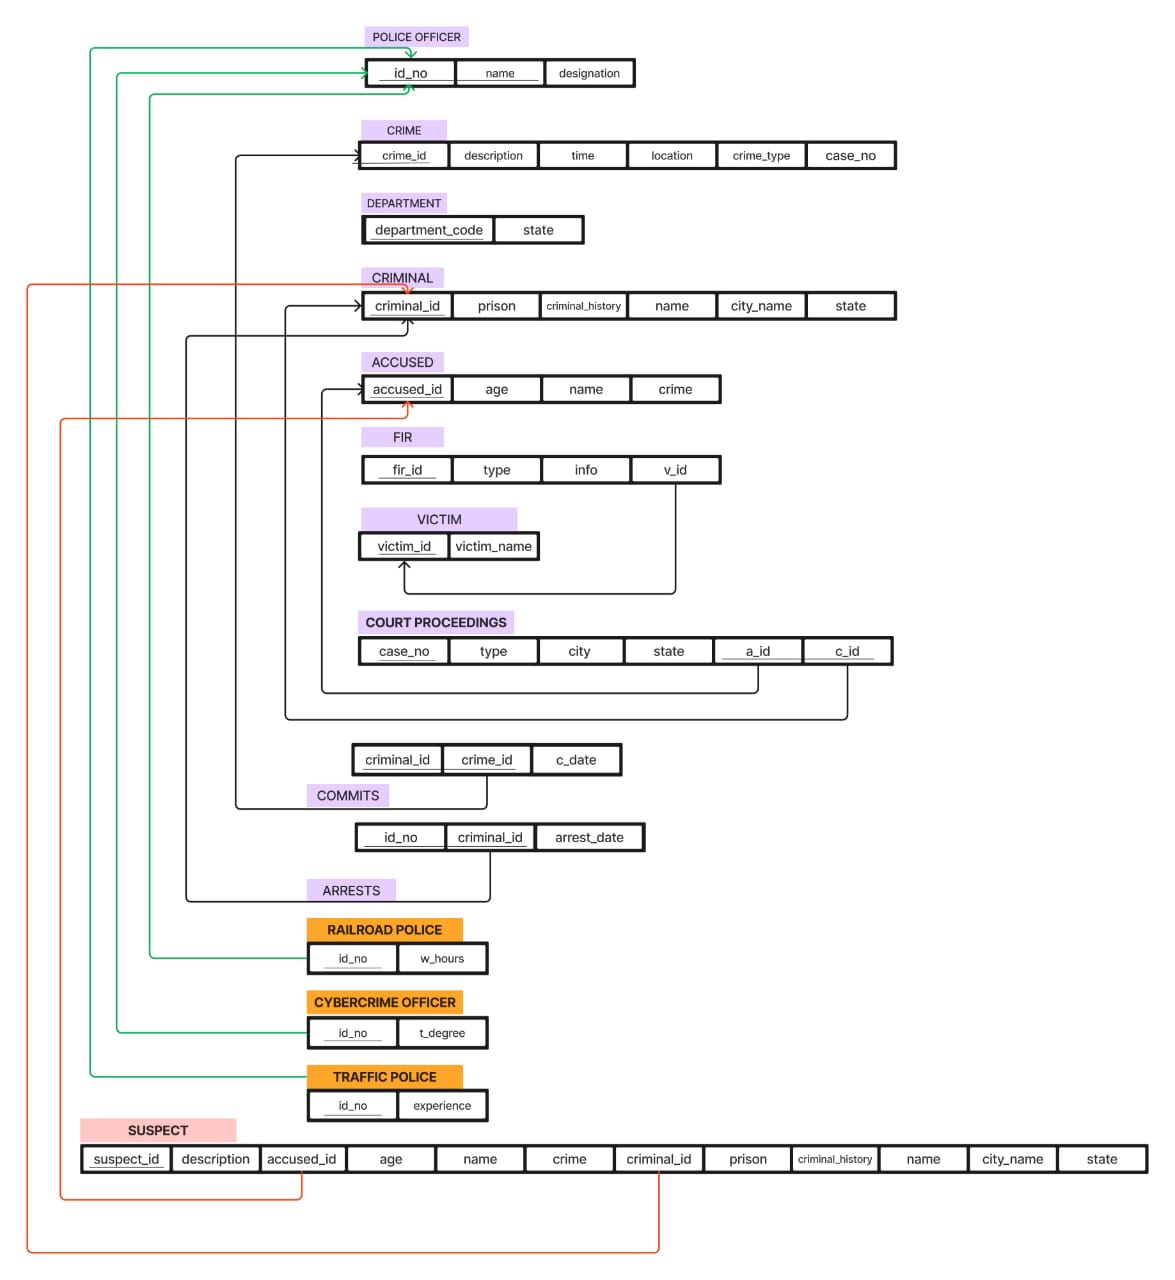 POLICE OFFICER
id_no name designation
CRIME
crime_id description time location crime_type case_no
DEPARTMENT
department_code state
CRIMINAL
criminal_id prison criminal_history name city_name state
ACCUSED
accused_id age name crime
FIR
fir_id type info v_id
VICTIM
victim_id victim_name
COURT PROCEEDINGS
case_no type city state a_id c_id
criminal_id crime_id c_date
COMMITS
id_no criminal_id arrest_date
ARRESTS
RAILROAD POLICE
id_no w_hours
CYBERCRIME OFFICER
id_no t_degree
TRAFFIC POLICE
id_no experience
SUSPECT
suspect_id description accused_id age name crime criminal_id prison criminal_history name city_name state